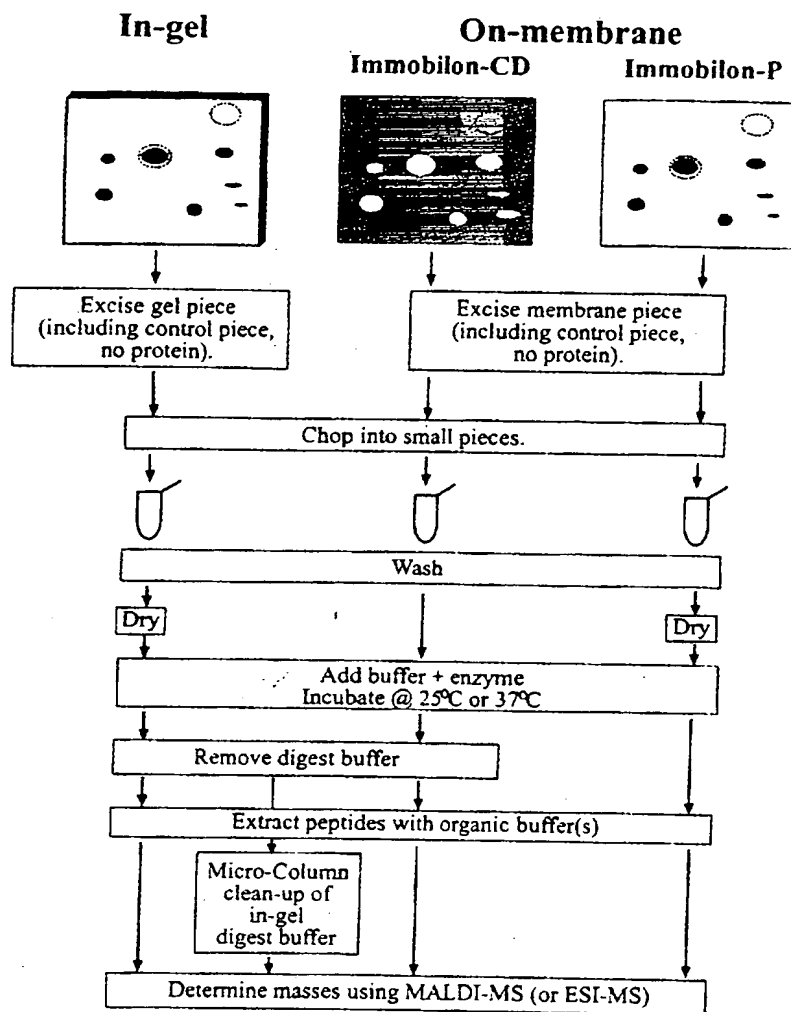 In-gel
On-membrane
Immobilon-CD
Immobilon-P
Excise gel piece
(including control piece,
no protein).
Excise membrane piece
(including control piece,
no protein).
Chop into small pieces.
Wash
Dry
Dry
Add buffer + enzyme
Incubate @ 25°C or 37°C
Remove digest buffer
Extract peptides with organic buffer(s)
Micro-Column
clean-up of
in-gel
digest buffer
Determine masses using MALDI-MS (or ESI-MS)